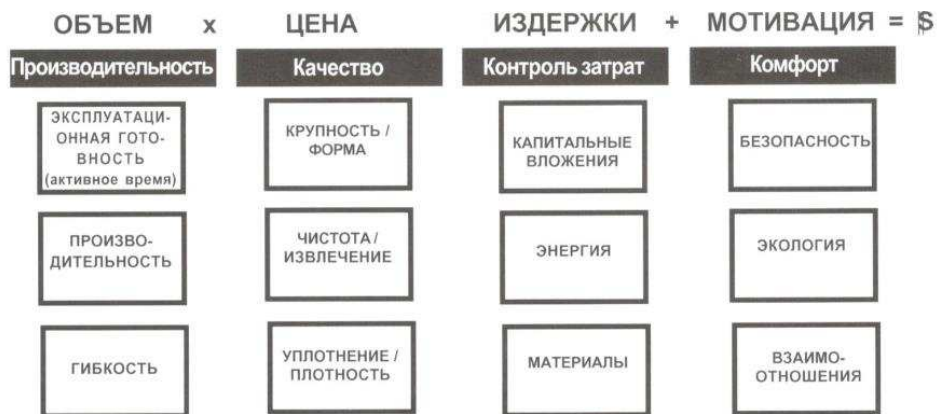 ОБЪЕМ x ЦЕНА ИЗДЕРЖКИ + МОТИВАЦИЯ = $
Производительность Качество Контроль затрат Комфорт
ЭКСПЛУАТАЦИ-
ОННАЯ ГОТО-
ВНОСТЬ
(активное время)
КРУПНОСТЬ /
ФОРМА
КАПИТАЛЬНЫЕ
ВЛОЖЕНИЯ
БЕЗОПАСНОСТЬ
ПРОИЗВО-
ДИТЕЛЬНОСТЬ
ЧИСТОТА /
ИЗВЛЕЧЕНИЕ
ЭНЕРГИЯ
ЭКОЛОГИЯ
ГИБКОСТЬ
УПЛОТНЕНИЕ /
ПЛОТНОСТЬ
МАТЕРИАЛЫ
ВЗАИМО-
ОТНОШЕНИЯ